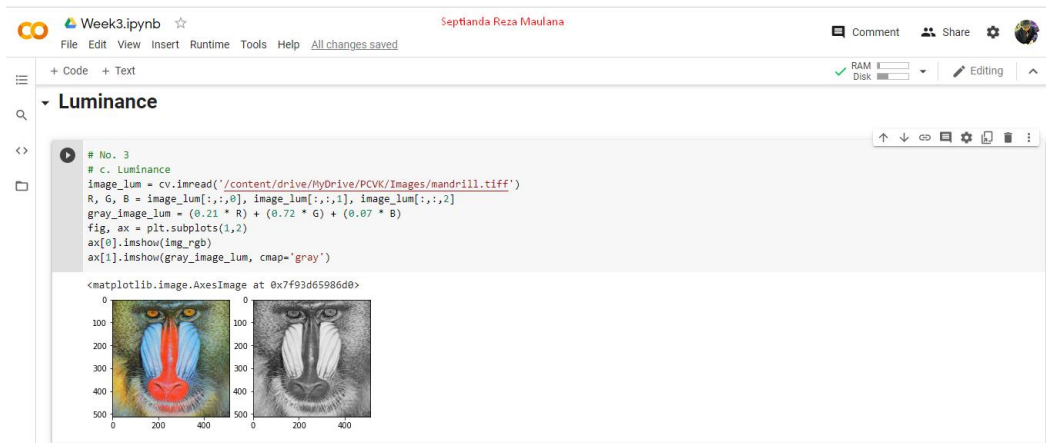 Week3.ipynb
Septianda Reza Maulana
Comment Share
File Edit View Insert Runtime Tools Help All changes saved
+ Code + Text
RAM
Disk
Editing
Luminance
# No. 3
# c. Luminance
image_lum = cv.imread('/content/drive/MyDrive/PCVK/Images/mandrill.tiff')
R, G, B = image_lum[:,:,0], image_lum[:,:,1], image_lum[:,:,2]
gray_image_lum = (0.21 * R) + (0.72 * G) + (0.07 * B)
fig, ax = plt.subplots(1,2)
ax[0].imshow(img_rgb)
ax[1].imshow(gray_image_lum, cmap='gray')
<matplotlib.image.AxesImage at 0x7f93d65986d0>
0 0
100 100
200 200
300 300
400 400
500 500
0 200 400 0 200 400